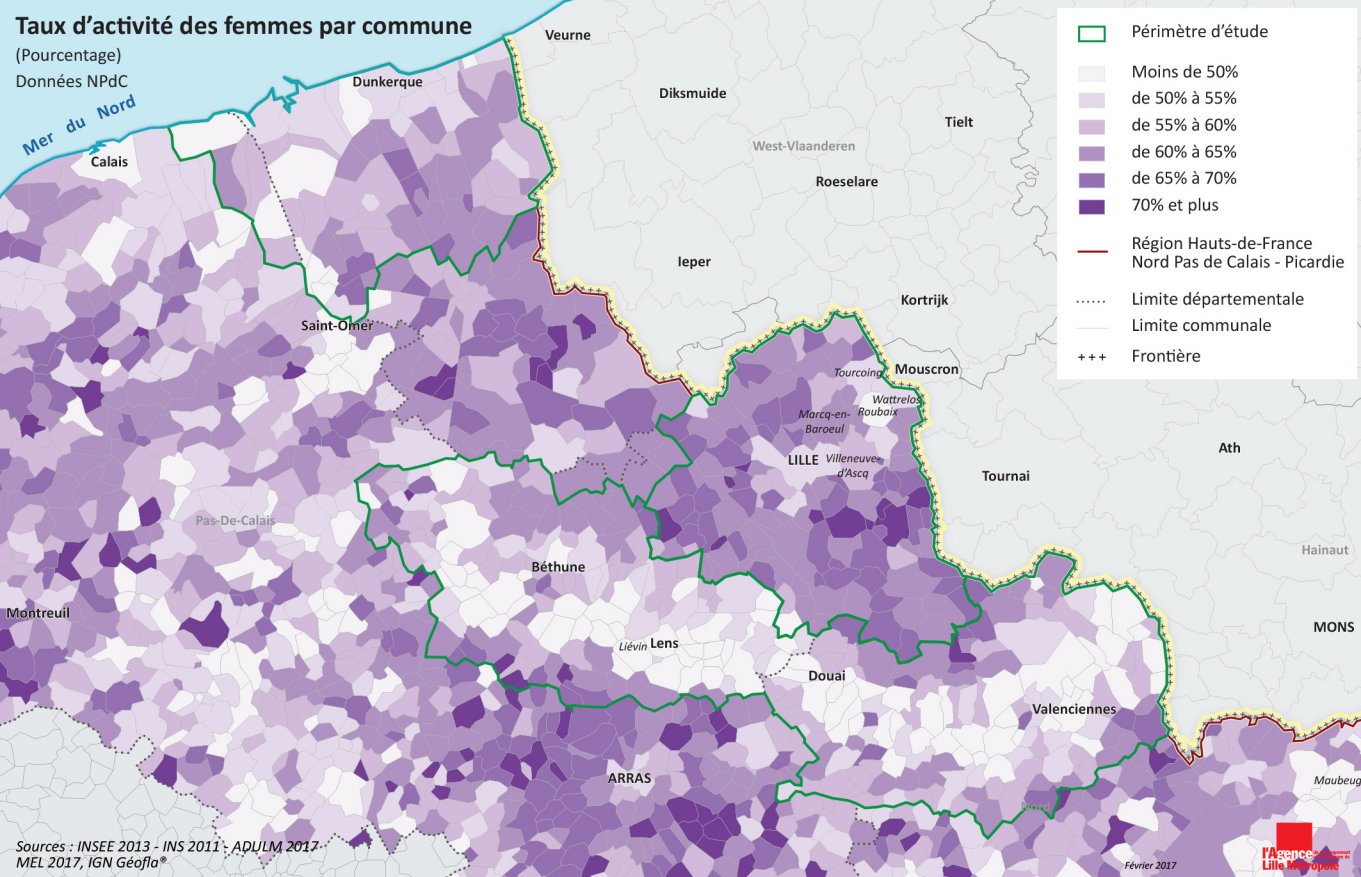 Taux d'activité des femmes par commune
(Pourcentage)
Données NPdC
Mer du Nord
Veurne
Dunkerque
Diksmuide
Tielt
West-Vlaanderen
Calais
Roeselare
Ieper
Kortrijk
Saint-Omer
Tourcoing
Mouscron
Wattrelos
Roubaix
Marcq-en-
Baroeul
LILLE
Villeneuve-
d'Ascq
Tournai
Ath
Pas-De-Calais
Hainaut
Béthune
Montreuil
MONS
Liévin
Lens
Douai
Valenciennes
ARRAS
Nord
Maubeug
Périmètre d'étude
Moins de 50%
de 50% à 55%
de 55% à 60%
de 60% à 65%
de 65% à 70%
70% et plus
Région Hauts-de-France
Nord Pas de Calais - Picardie
Limite départementale
Limite communale
+++ Frontière
Sources : INSEE 2013 - INS 2011 - ADULM 2017
MEL 2017, IGN Géofla®
Février 2017
l'Agence
Lille Métropole